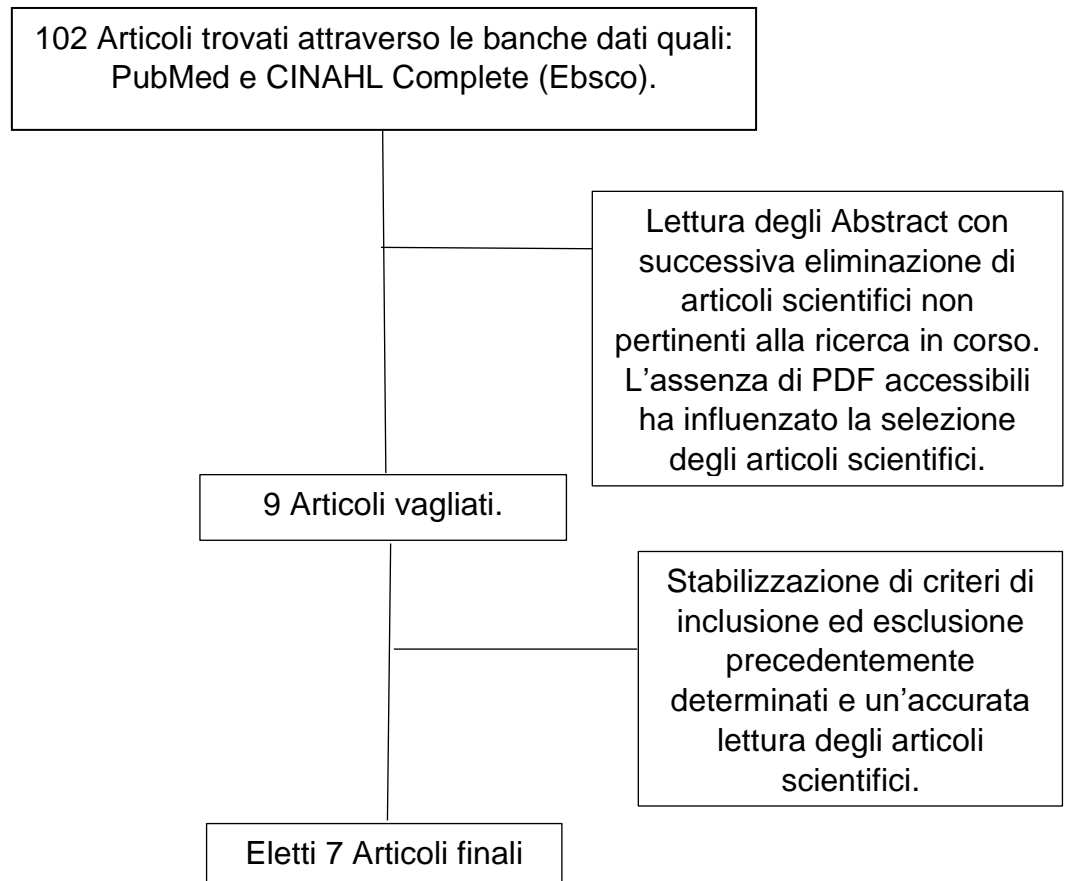 102 Articoli trovati attraverso le banche dati quali:
PubMed e CINAHL Complete (Ebsco).
Lettura degli Abstract con
successiva eliminazione di
articoli scientifici non
pertinenti alla ricerca in corso.
L’assenza di PDF accessibili
ha influenzato la selezione
degli articoli scientifici.
9 Articoli vagliati.
Stabilizzazione di criteri di
inclusione ed esclusione
precedentemente
determinati e un’accurata
lettura degli articoli
scientifici.
Eletti 7 Articoli finali